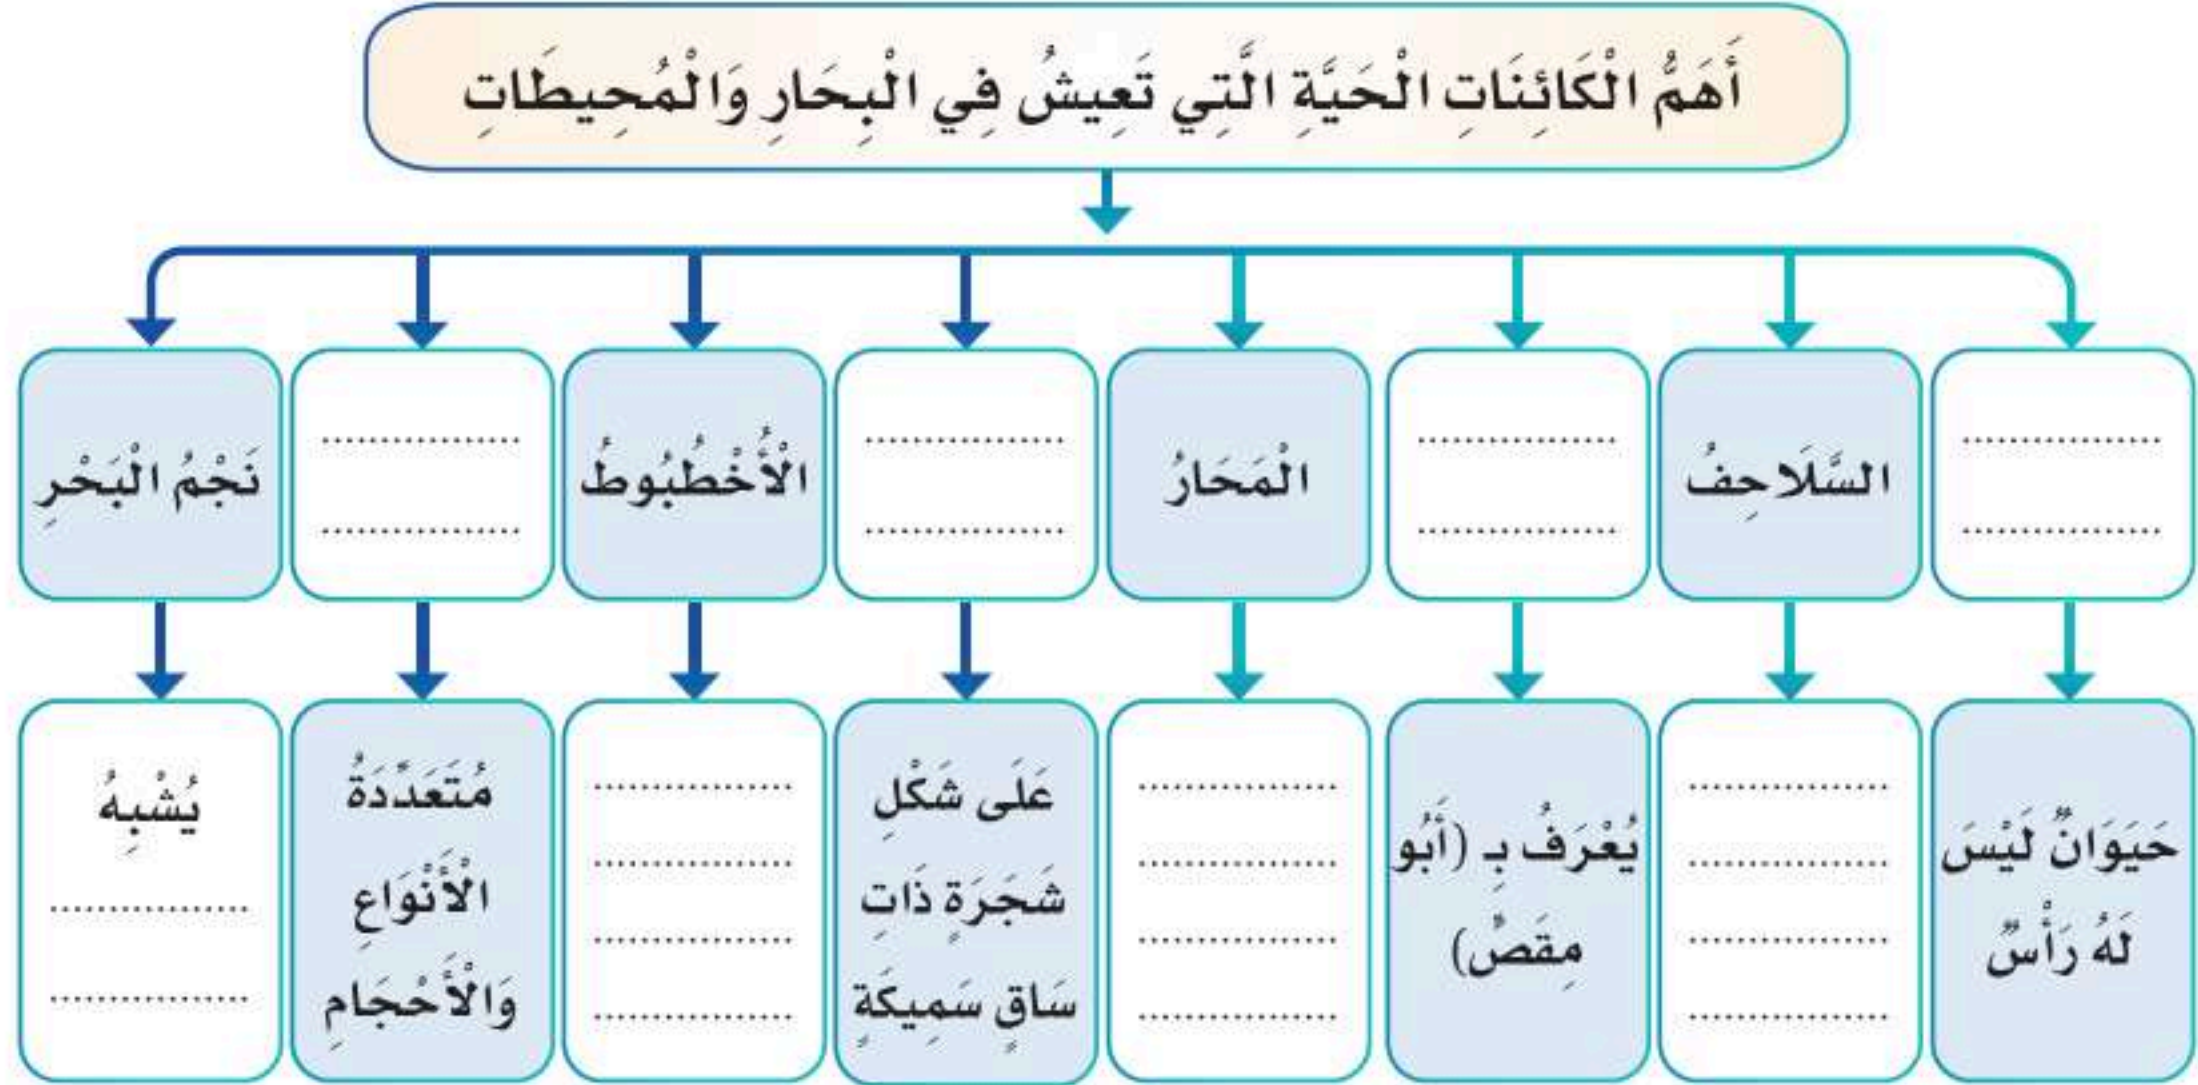 أَهَمُّ الْكَائِنَاتِ الْحَيَّةِ الَّتِي تَعِيشُ فِي الْبِحَارِ وَالْمُحِيطَاتِ
السَّلَاحِفُ
الْمَحَارُ
الْأُخْطُبُوطُ
نَجْمُ الْبَحْرِ
حَيَوَانٌ لَيْسَ
لَهُ رَأْسٌ
يُعْرَفُ بِـ (أَبُو
مِقَصٌّ)
عَلَى شَكْلِ
شَجَرَةٍ ذَاتِ
سَاقٍ سَمِيكَةٍ
مُتَعَدِّدَةُ
الْأَنْوَاعِ
وَالْأَحْجَامِ
يُشْبِهُ